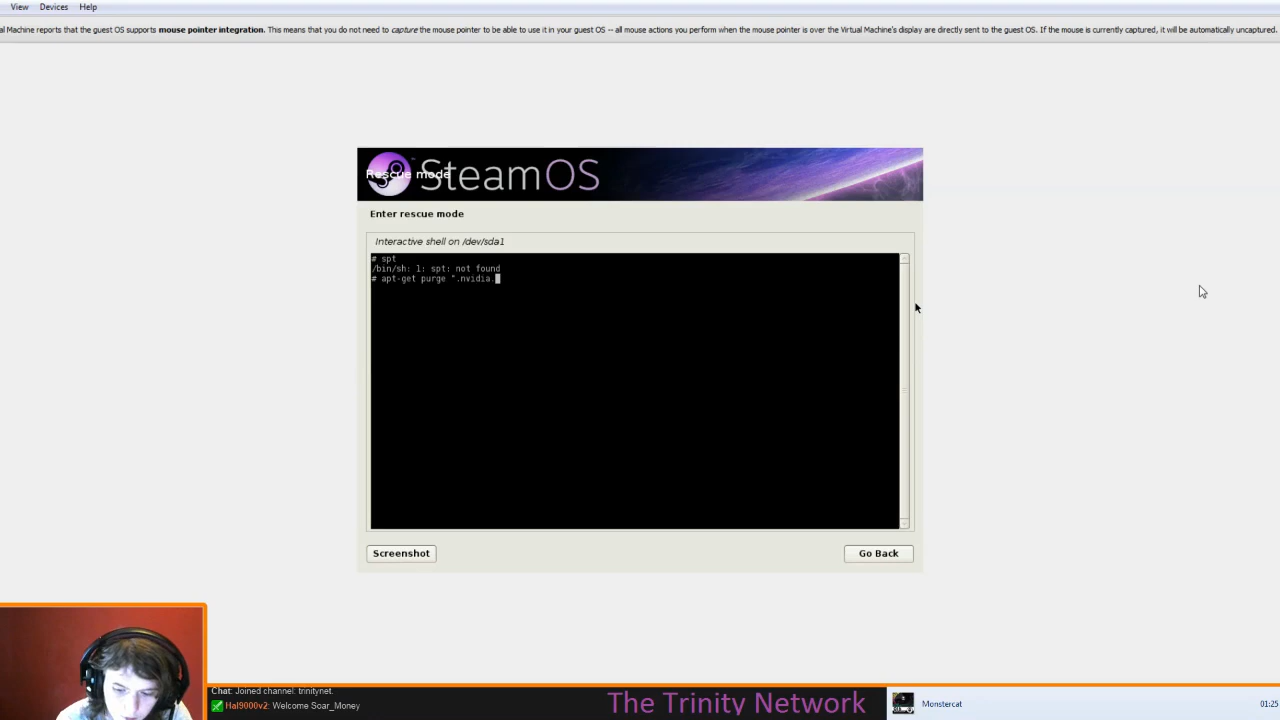 View Devices Help
al Machine reports that the guest OS supports mouse pointer integration. This means that you do not need to capture the mouse pointer to be able to use it in your guest OS -- all mouse actions you perform when the mouse pointer is over the Virtual Machine's display are directly sent to the guest OS. If the mouse is currently captured, it will be automatically uncaptured.
Rescue mode
SteamOS
Enter rescue mode
Interactive shell on /dev/sda1
# spt
/bin/sh: 1: spt: not found
# apt-get purge ".nvidia.
Screenshot
Go Back
Chat: Joined channel: trinitynet.
Hal9000v2: Welcome Soar_Money
The Trinity Network
Monstercat
01:25